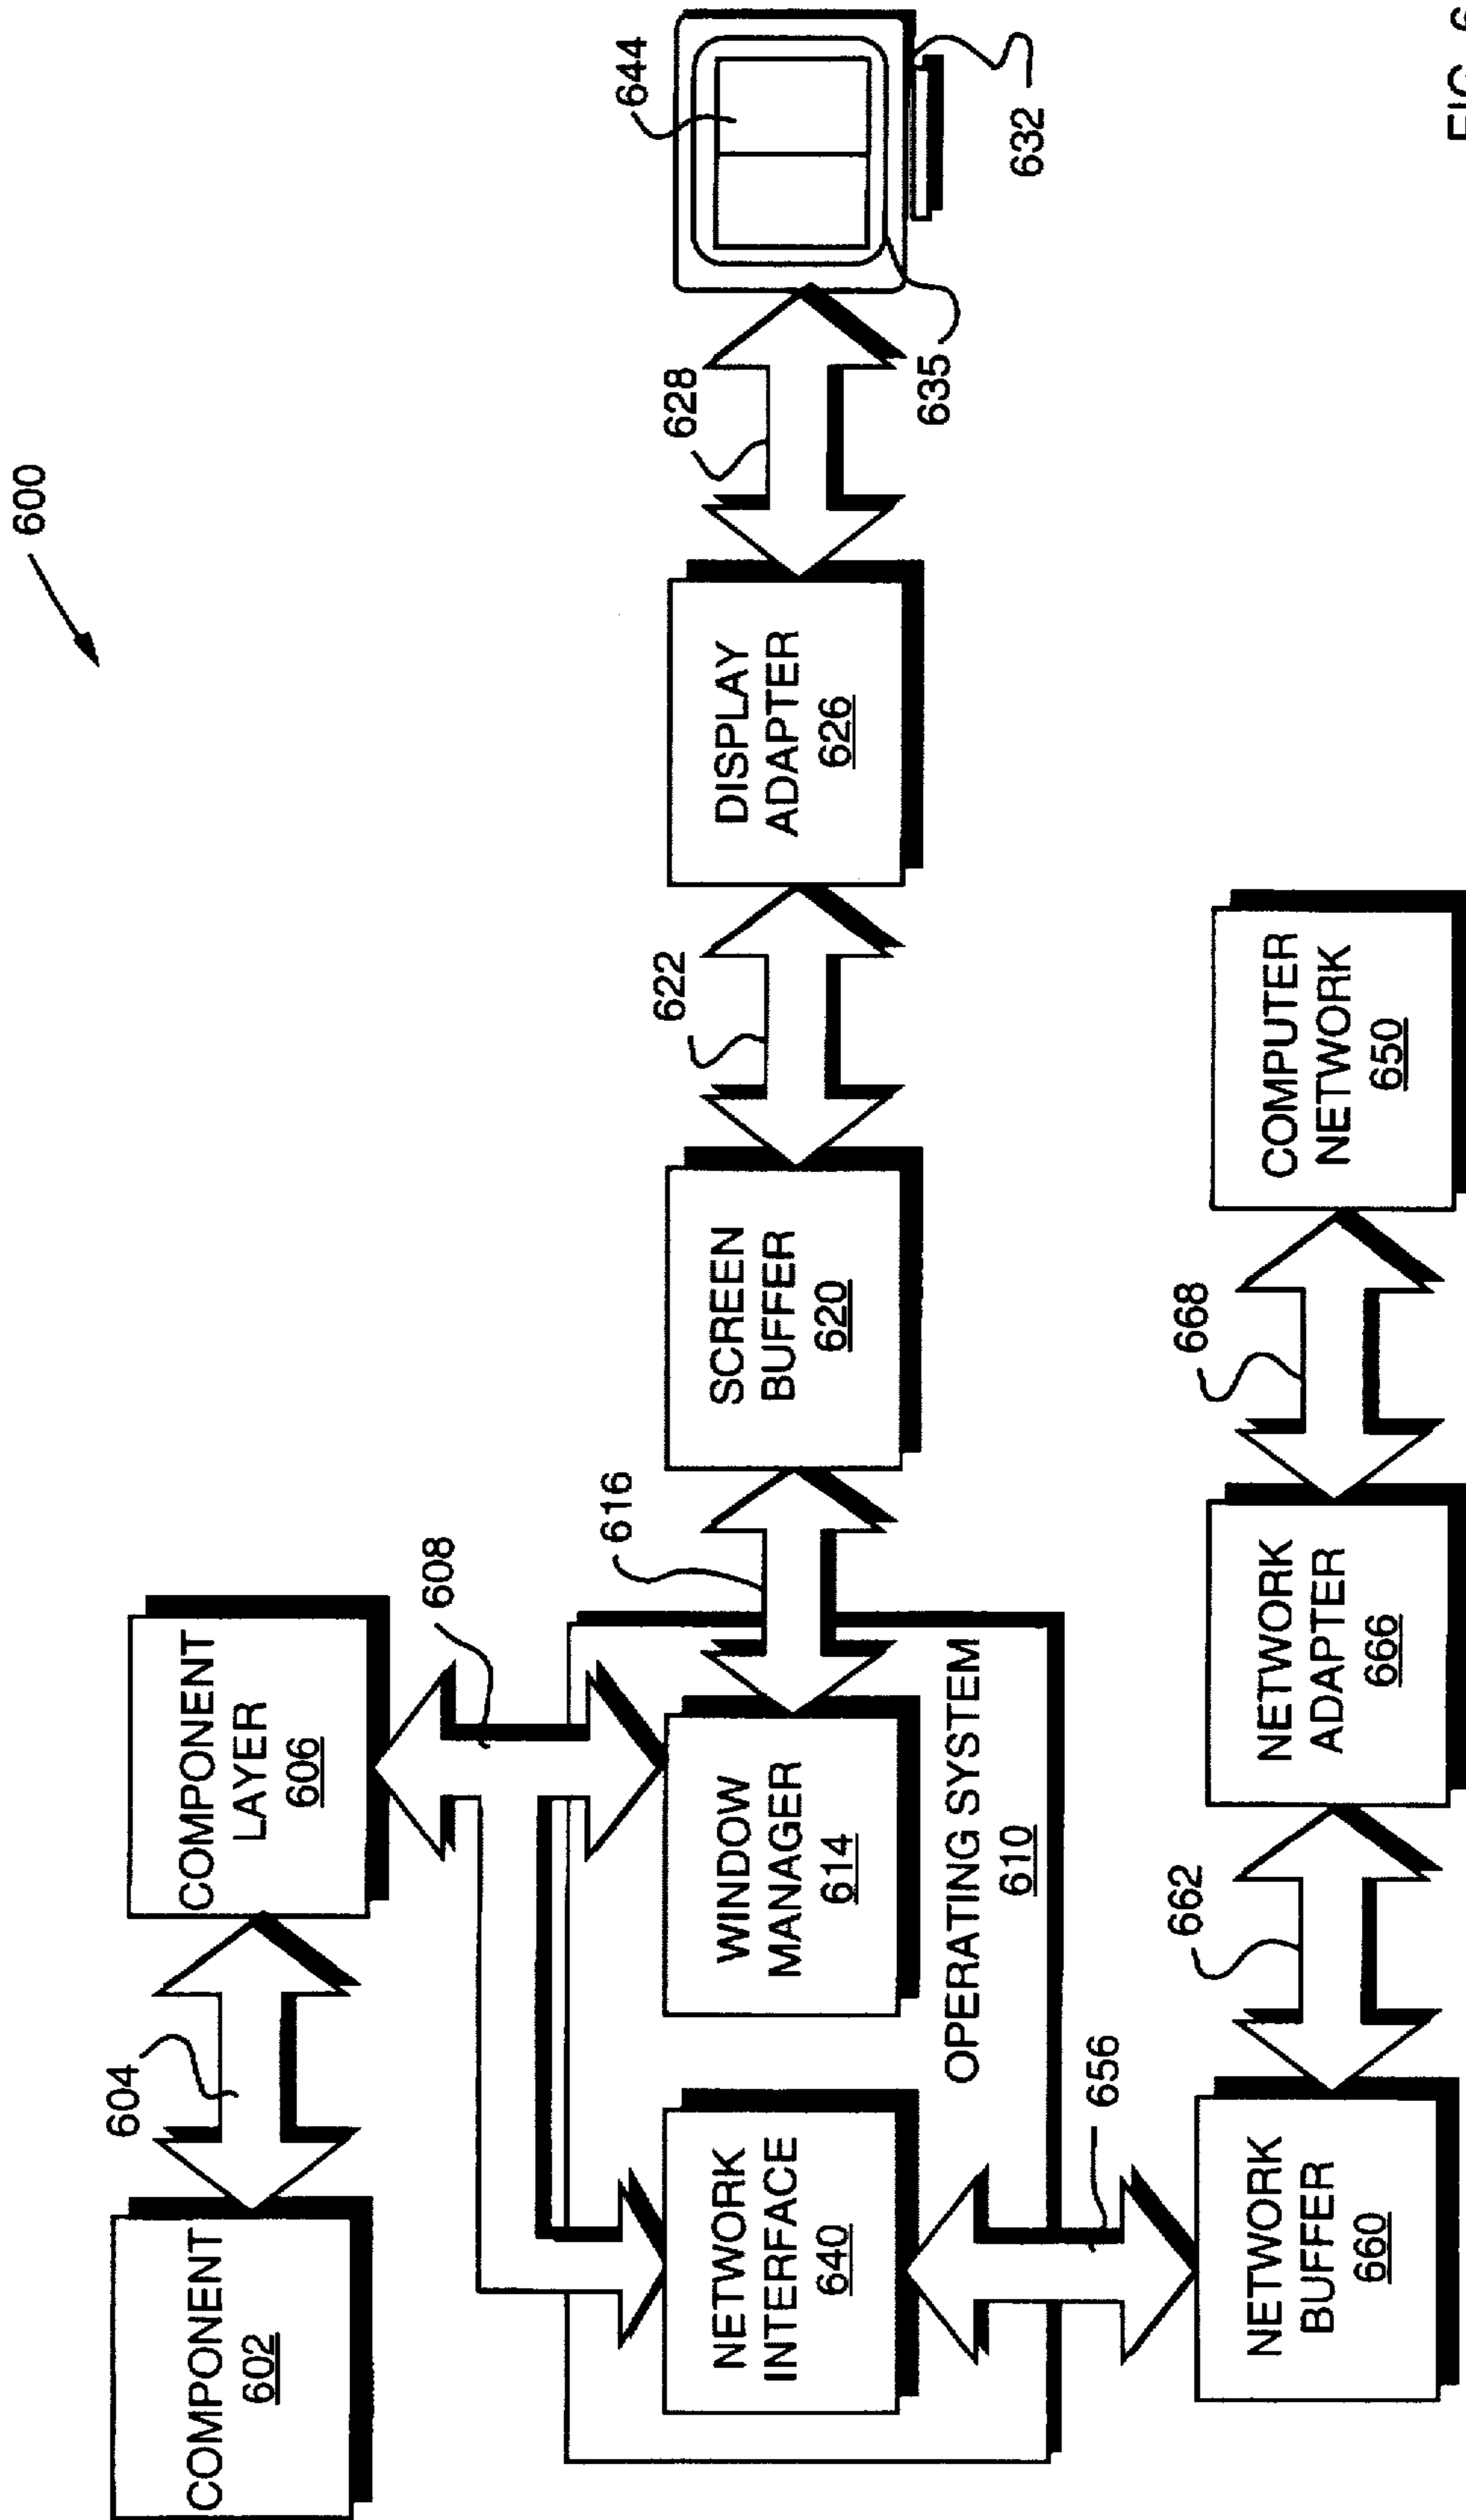 600
COMPONENT
602
604
COMPONENT
LAYER
606
608
NETWORK
INTERFACE
640
WINDOW
MANAGER
614
OPERATING SYSTEM
610
616
SCREEN
BUFFER
620
622
DISPLAY
ADAPTER
626
628
644
635
632
656
NETWORK
BUFFER
660
662
NETWORK
ADAPTER
666
668
COMPUTER
NETWORK
650
FIG.